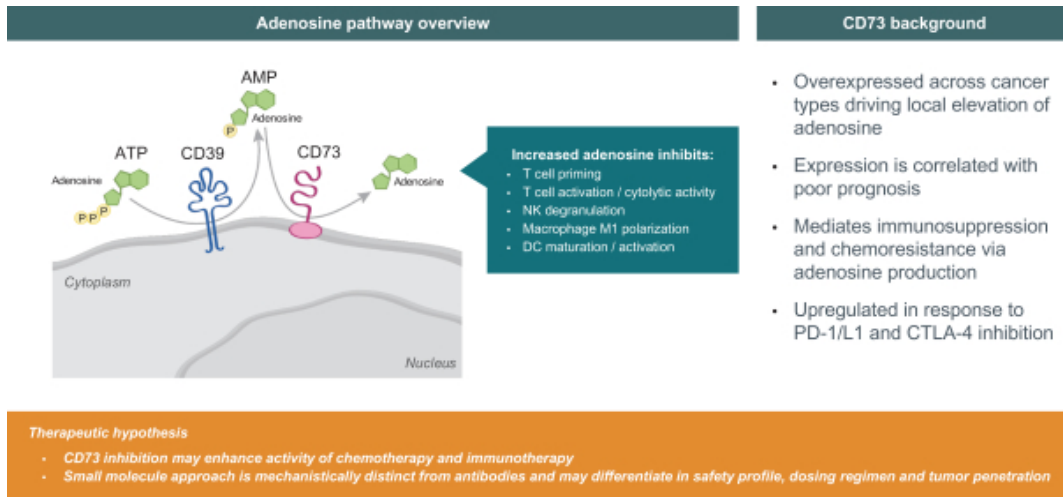 Adenosine pathway overview
AMP
Adenosine
P
ATP
CD39
CD73
Adenosine
P P P
Adenosine
Cytoplasm
Nucleus
Increased adenosine inhibits:
• T cell priming
• T cell activation / cytolytic activity
• NK degranulation
• Macrophage M1 polarization
• DC maturation / activation
CD73 background
• Overexpressed across cancer
types driving local elevation of
adenosine
• Expression is correlated with
poor prognosis
• Mediates immunosuppression
and chemoresistance via
adenosine production
• Upregulated in response to
PD-1/L1 and CTLA-4 inhibition
Therapeutic hypothesis
• CD73 inhibition may enhance activity of chemotherapy and immunotherapy
• Small molecule approach is mechanistically distinct from antibodies and may differentiate in safety profile, dosing regimen and tumor penetration